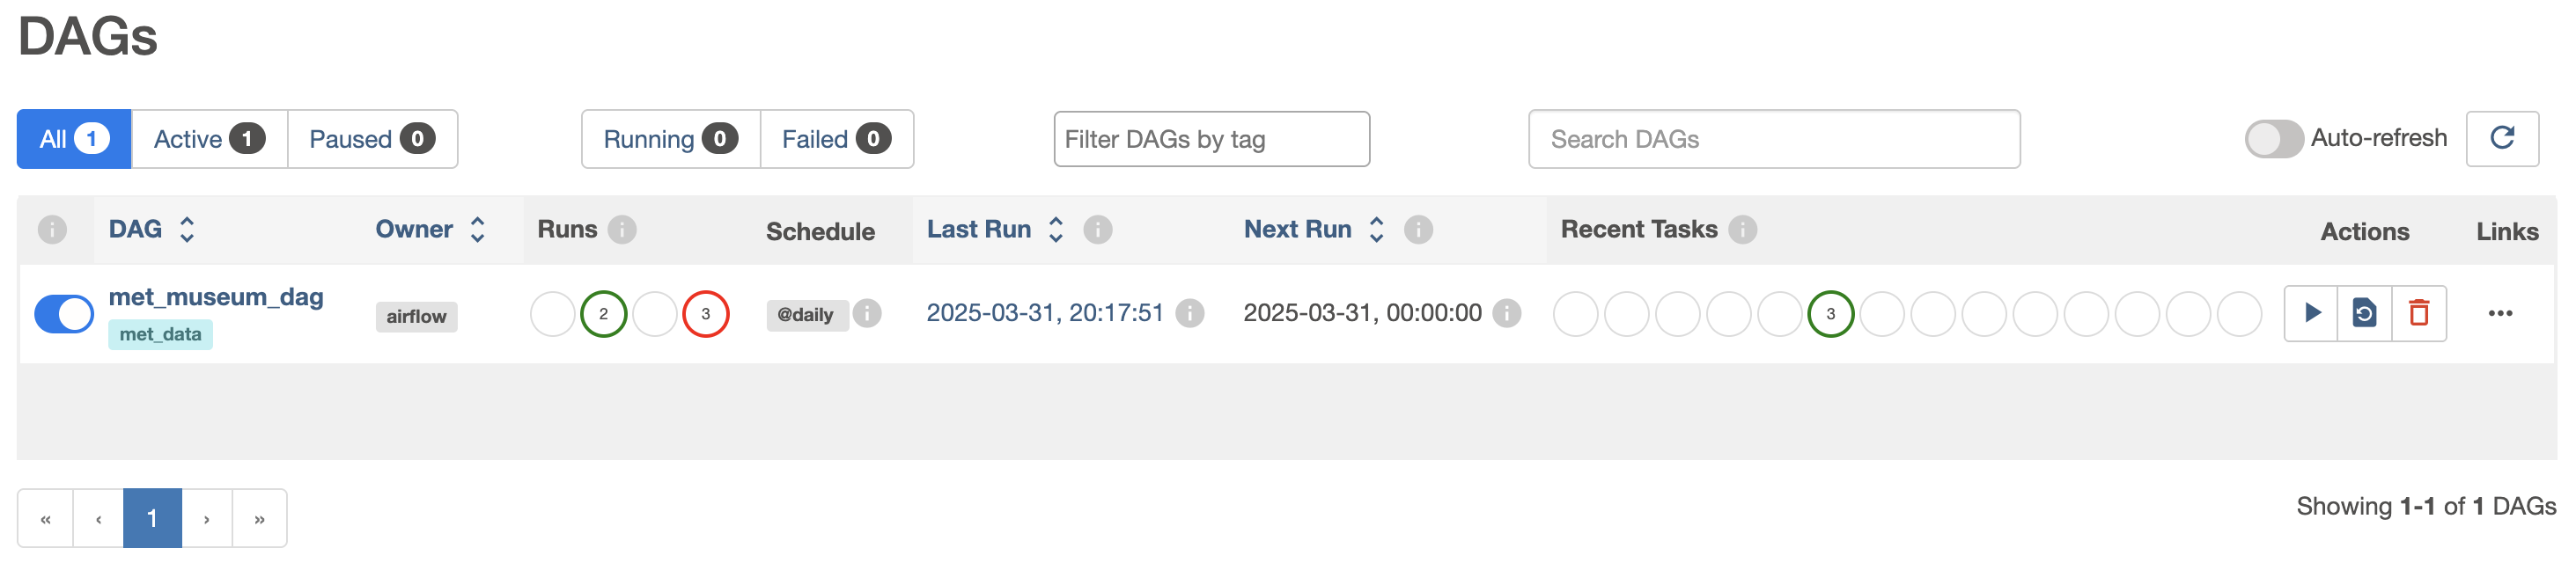 DAGs
All 1 Active 1 Paused 0 Running 0 Failed 0 Filter DAGs by tag Search DAGs Auto-refresh
DAG Owner Runs Schedule Last Run Next Run Recent Tasks Actions Links
met_museum_dag airflow 2 3 @daily 2025-03-31, 20:17:51 2025-03-31, 00:00:00 3 •••
met_data
« ‹ 1 › » Showing 1-1 of 1 DAGs